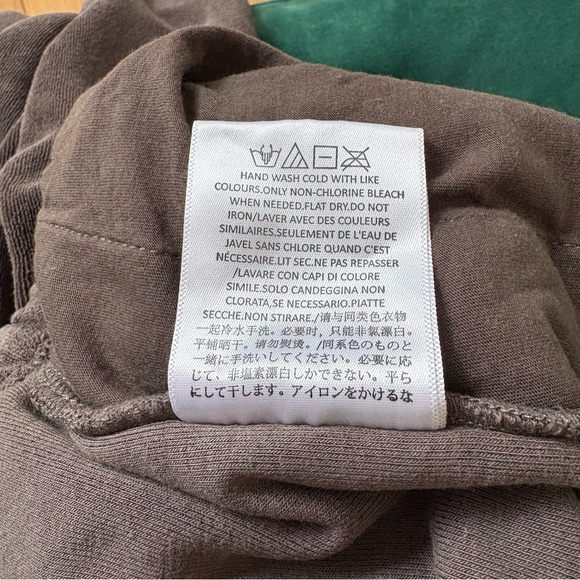 HAND WASH COLD WITH LIKE
COLOURS.ONLY NON-CHLORINE BLEACH
WHEN NEEDED.FLAT DRY.DO NOT
IRON/LAVER AVEC DES COULEURS
SIMILAIRES.SEULEMENT DE L'EAU DE
JAVEL SANS CHLORE QUAND C'EST
NÉCESSAIRE.LIT SEC.NE PAS REPASSER
/LAVARE CON CAPI DI COLORE
SIMILE.SOLO CANDEGGINA NON
CLORATA,SE NECESSARIO.PIATTE
SECCHE.NON STIRARE./请与同类色衣物
一起冷水手洗。必要时，只能非氯漂白。
平铺晒干。请勿熨烫。/同系色のものと
一緒に手洗いしてください。必要に応
じて、非塩素漂白しかできない。平ら
にして干します。アイロンをかけるな